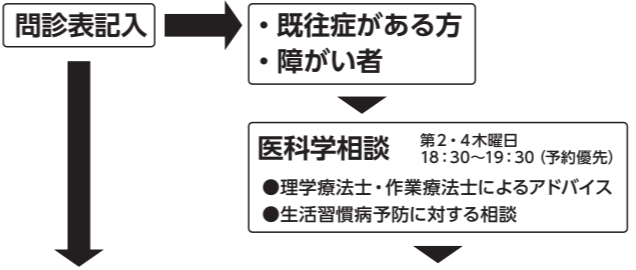 問診表記入
・既往症がある方
・障がい者
医科学相談
第2・4木曜日
18:30～19:30(予約優先)
●理学療法士・作業療法士によるアドバイス
●生活習慣病予防に対する相談